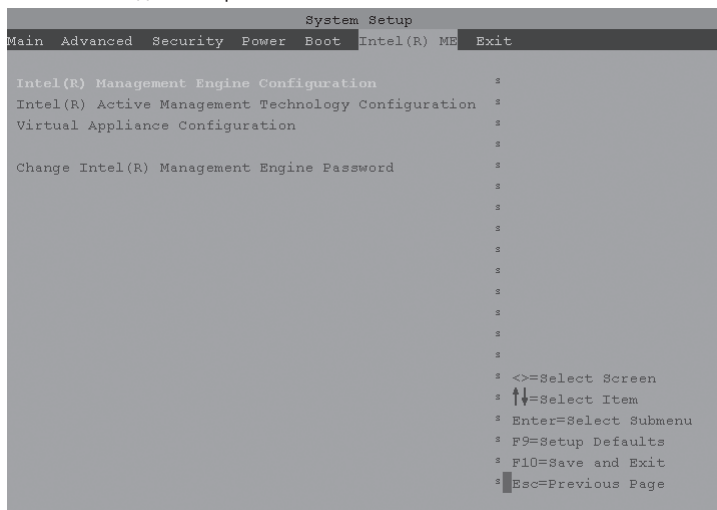 System Setup
Main Advanced Security Power Boot Intel(R) ME Exit
Intel(R) Management Engine Configuration
Intel(R) Active Management Technology Configuration
Virtual Appliance Configuration
Change Intel(R) Management Engine Password
<>=Select Screen
↑↓=Select Item
Enter=Select Submenu
F9=Setup Defaults
F10=Save and Exit
Esc=Previous Page